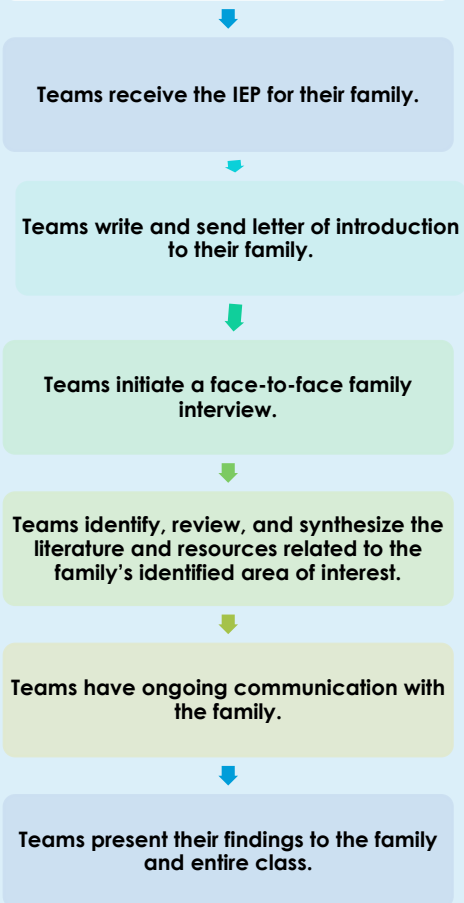 Teams receive the IEP for their family.
Teams write and send letter of introduction
to their family.
Teams initiate a face-to-face family
interview.
Teams identify, review, and synthesize the
literature and resources related to the
family’s identified area of interest.
Teams have ongoing communication with
the family.
Teams present their findings to the family
and entire class.